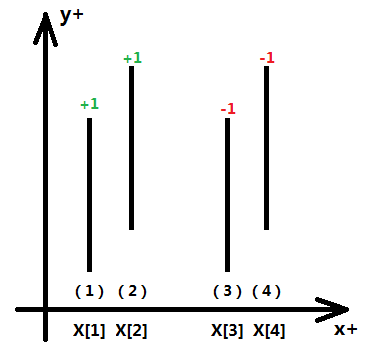 y+
+1 -1
+1 -1
(1) (2) (3) (4)
X[1] X[2] X[3] X[4] x+